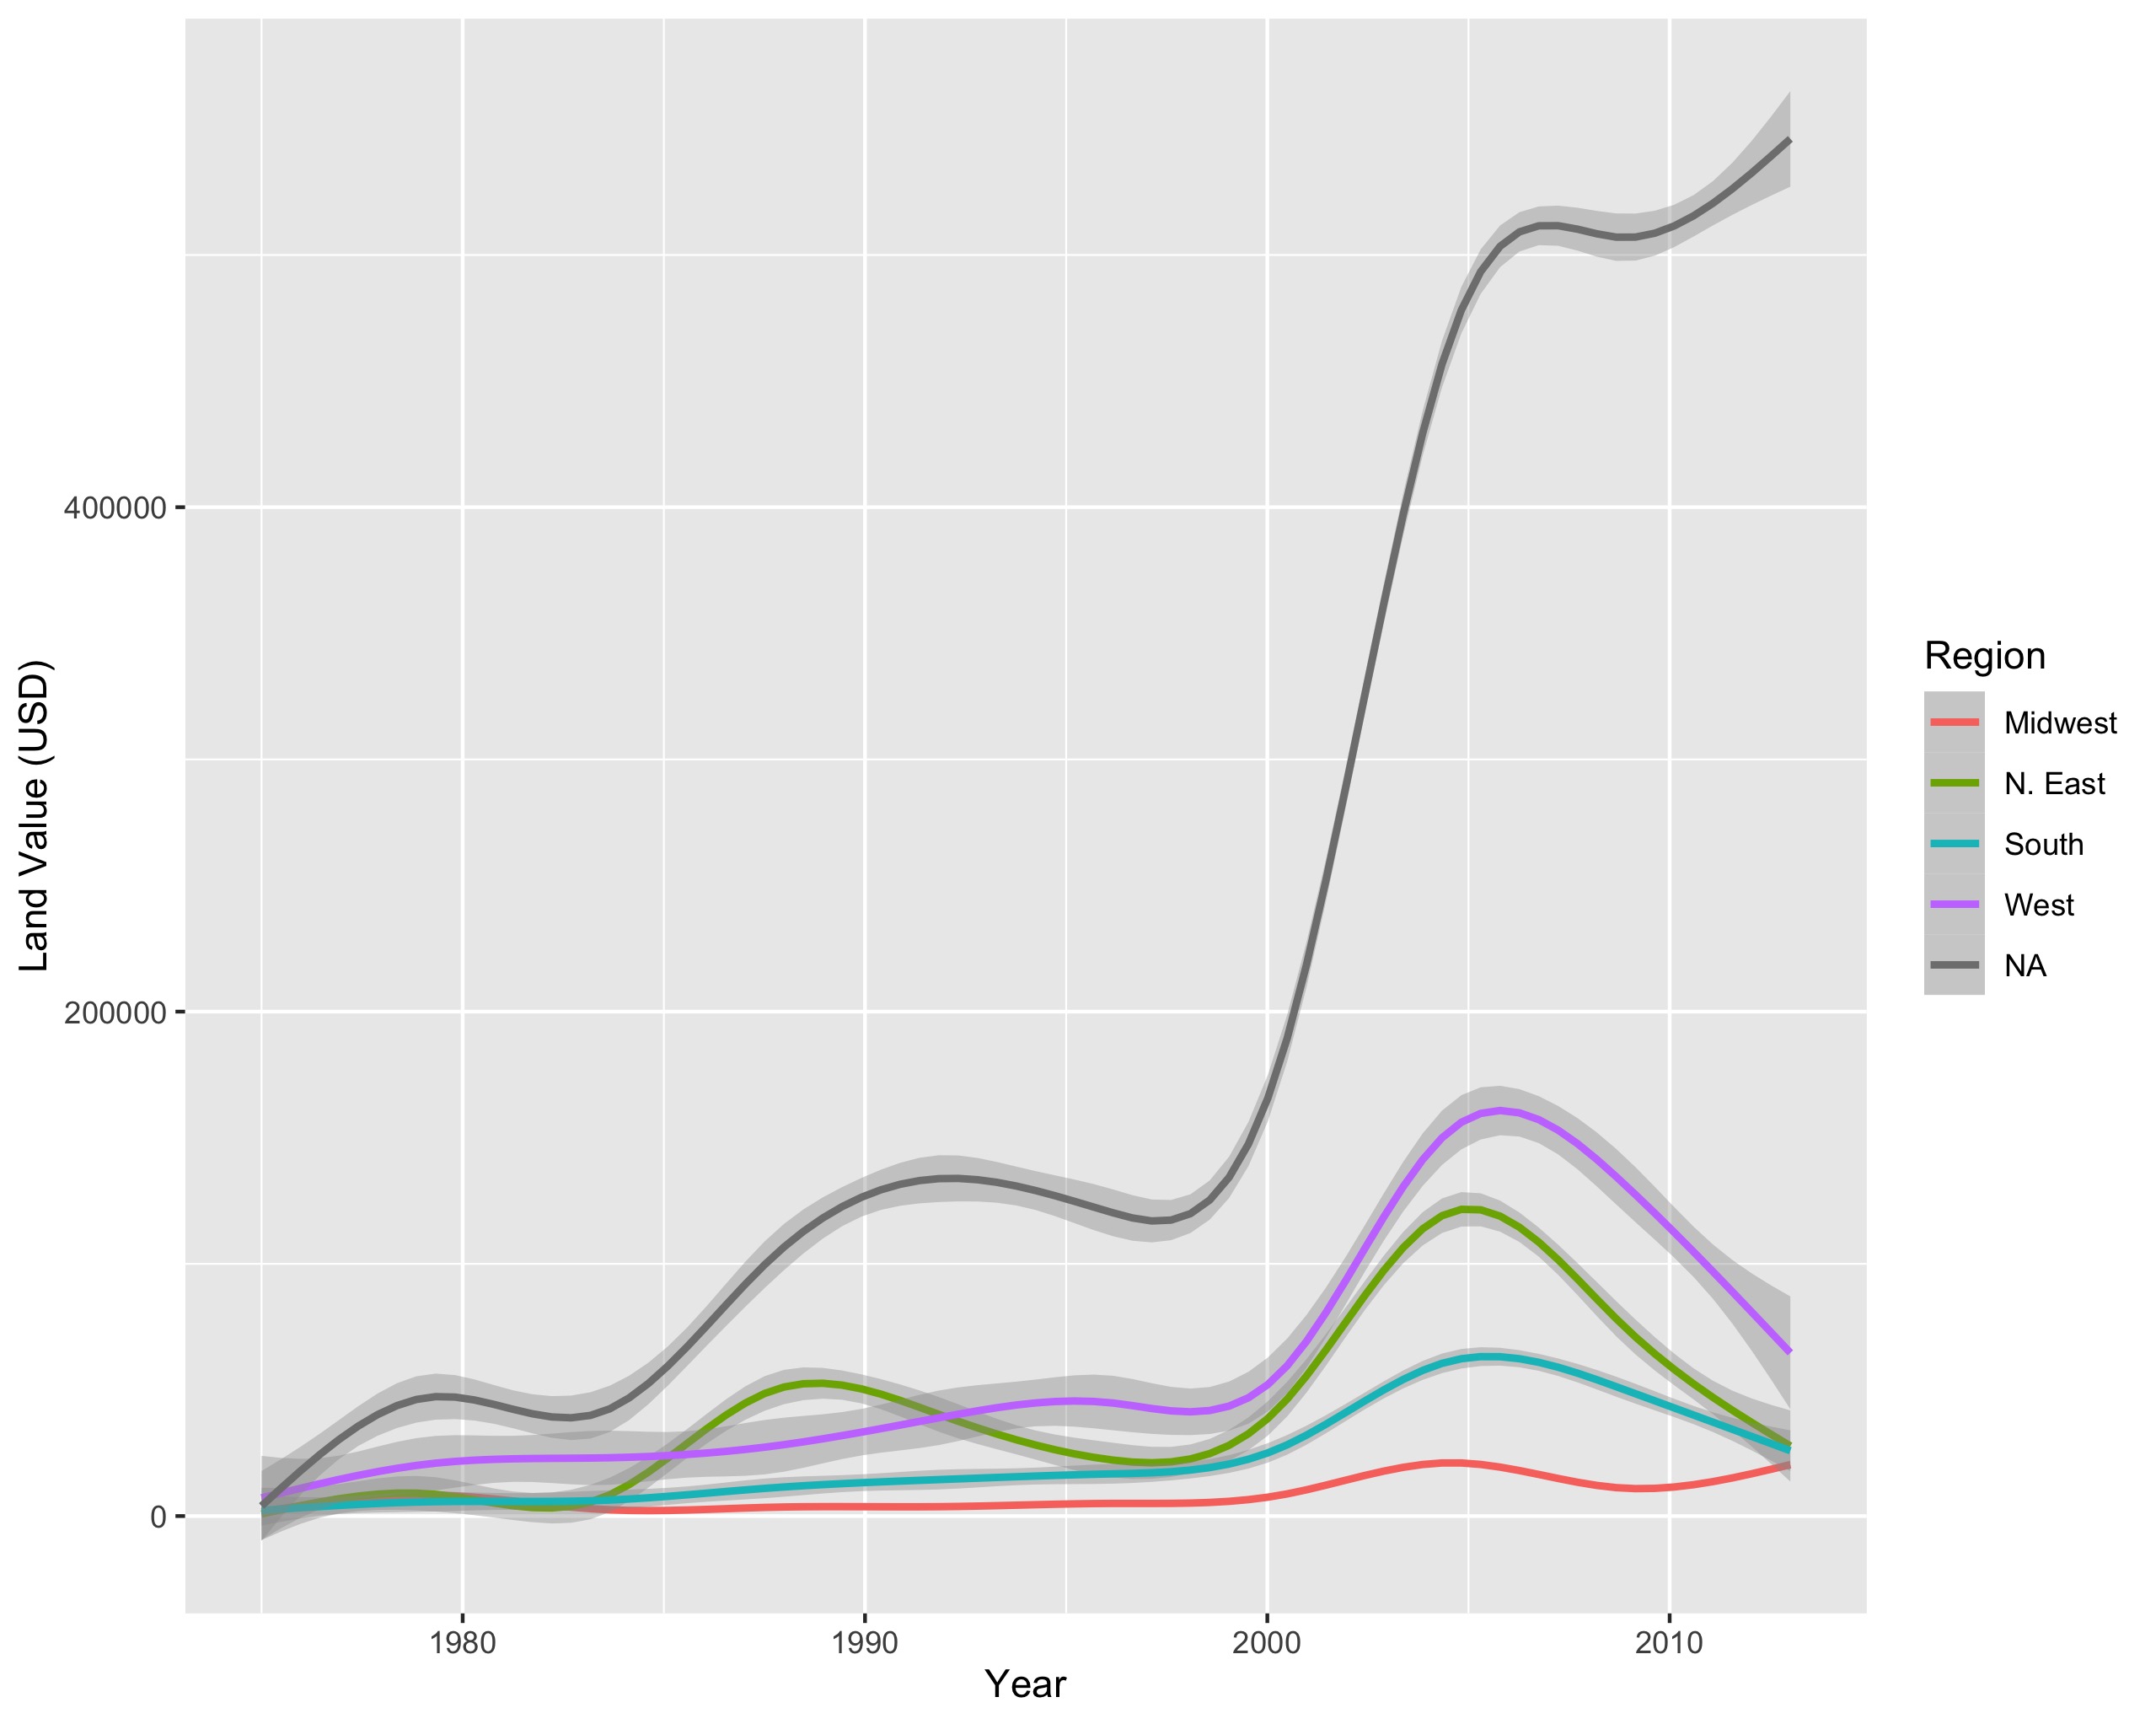 Land Value (USD)
400000
200000
0
1980
1990
2000
2010
Year
Region
Midwest
N. East
South
West
NA